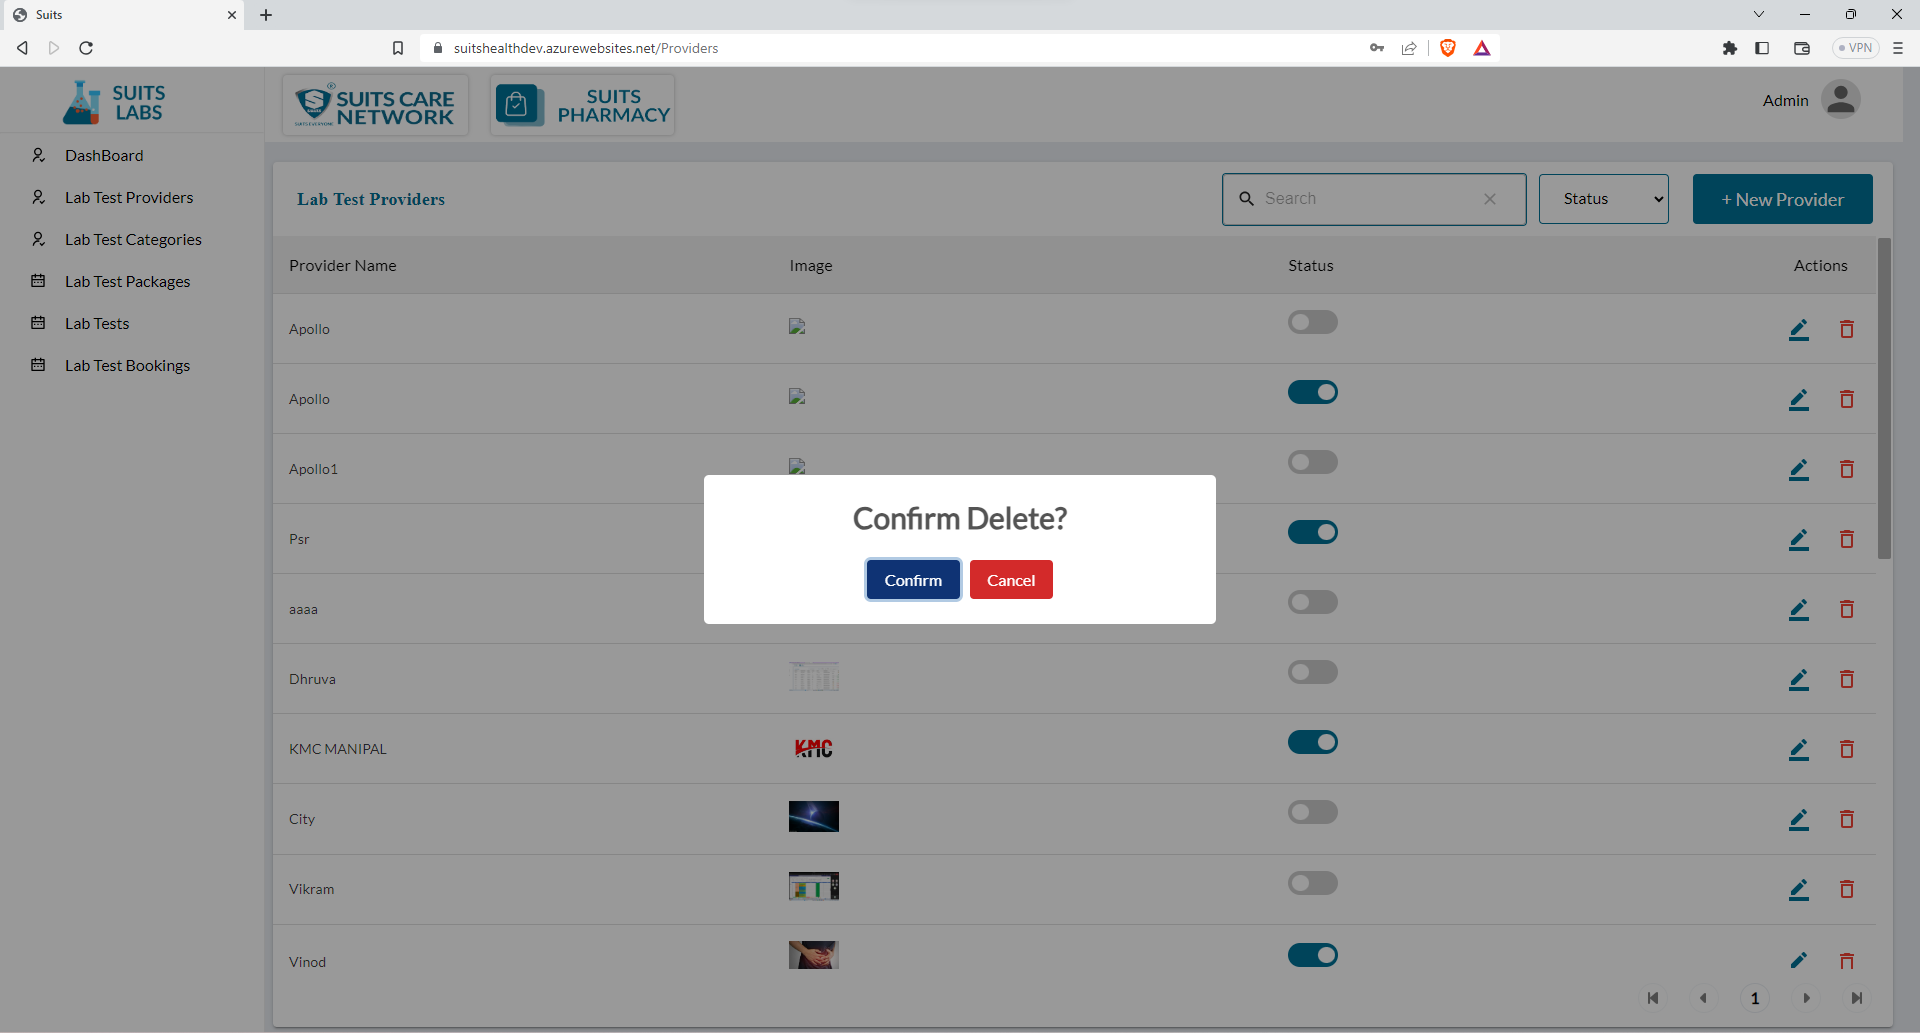 Suits
suitshealthdev.azurewebsites.net/Providers
VPN
SUITS
LABS
SUITS CARE
NETWORK
SUITS
PHARMACY
Admin
DashBoard
Lab Test Providers
Lab Test Categories
Lab Test Packages
Lab Tests
Lab Test Bookings
Lab Test Providers
Search
Status
+ New Provider
Provider Name
Image
Status
Actions
Apollo
Apollo
Apollo1
Psr
aaaa
Dhruva
KMC MANIPAL
KMC
City
Vikram
Vinod
Confirm Delete?
Confirm
Cancel
1